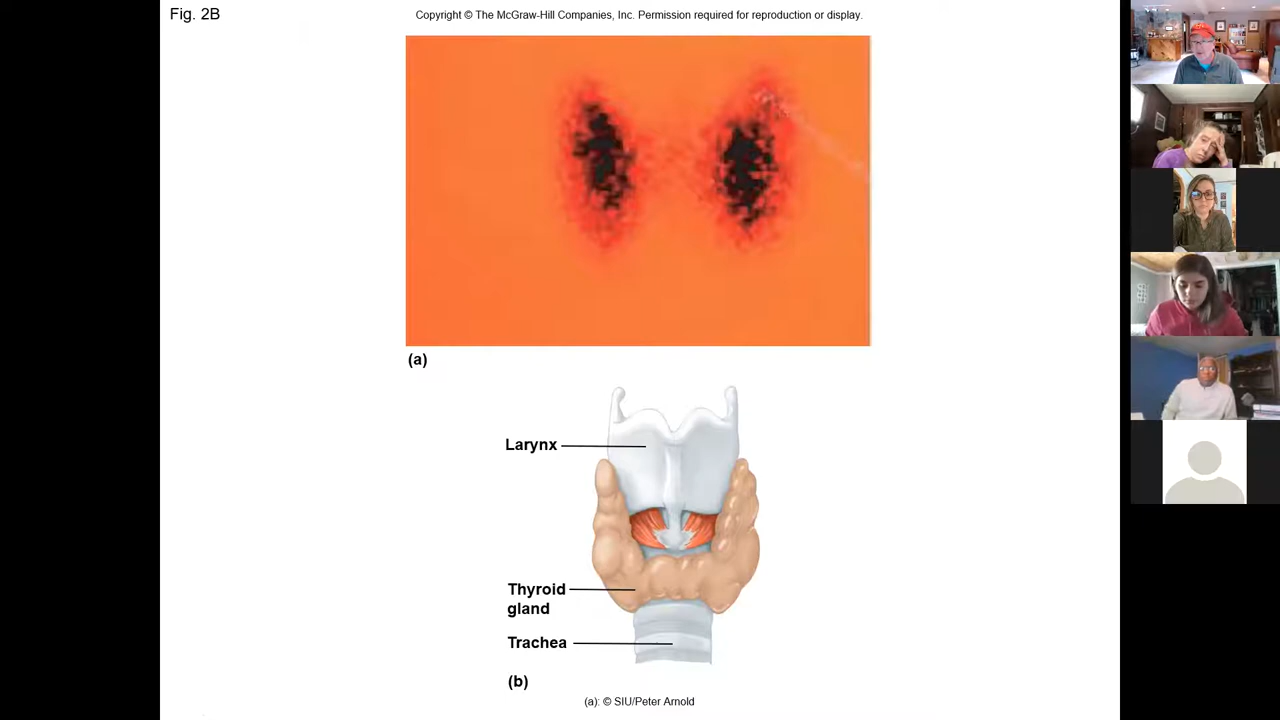 Fig. 2B
Copyright © The McGraw-Hill Companies, Inc. Permission required for reproduction or display.
(a)
Larynx
Thyroid
gland
Trachea
(b)
(a): © SIU/Peter Arnold